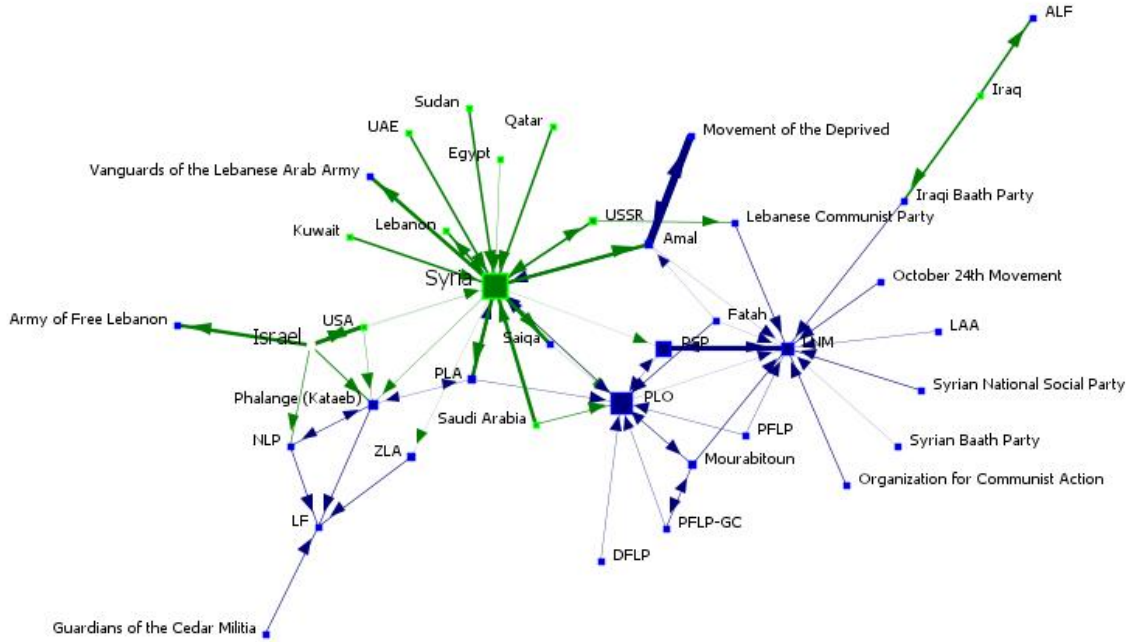 ALF
Iraq
Sudan
Qatar
UAE
Movement of the Deprived
Egypt
Vanguards of the Lebanese Arab Army
Iraqi Baath Party
USSR
Lebanese Communist Party
Lebanon
Kuwait
Amal
Syria
October 24th Movement
Army of Free Lebanon
USA
Israel
Fatah
LAA
Saiqa
PSP
LNM
PLA
Syrian National Social Party
Phalange (Kataeb)
PLO
Saudi Arabia
NLP
PFLP
Syrian Baath Party
ZLA
Mourabitoun
Organization for Communist Action
LF
PFLP-GC
DFLP
Guardians of the Cedar Militia